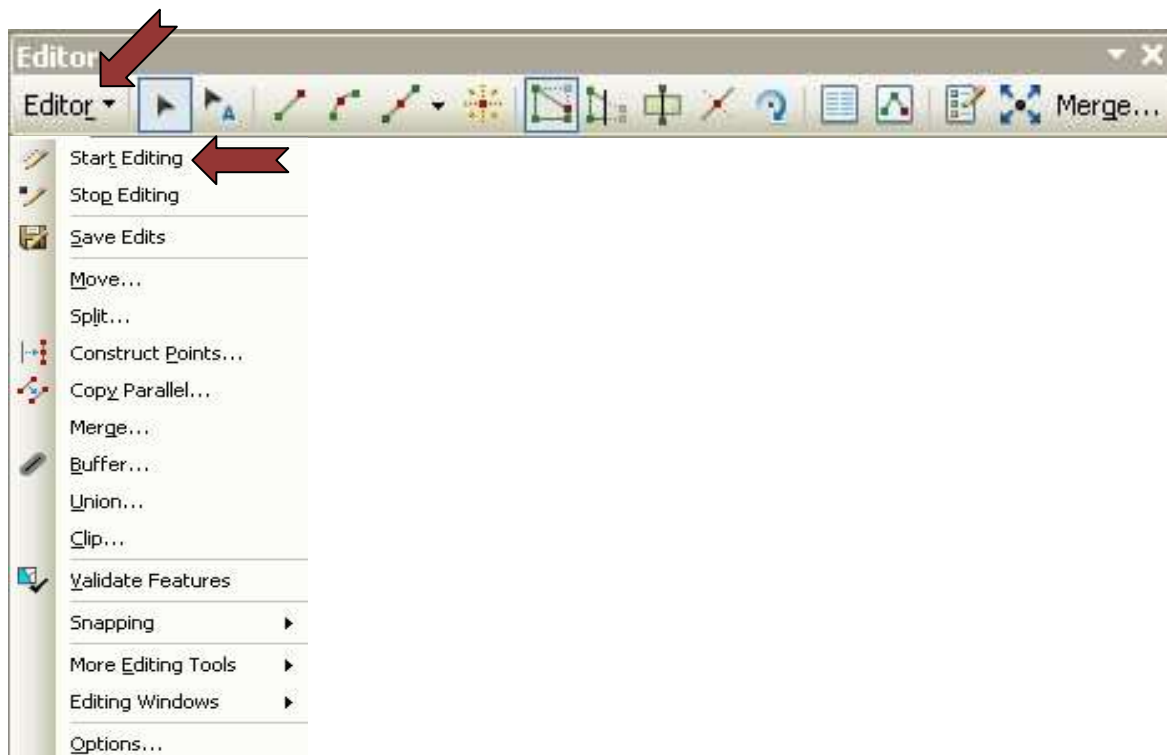 Editor
Editor A Merge...
Start Editing
Stop Editing
Save Edits
Move...
Split...
Construct Points...
Copy Parallel...
Merge...
Buffer...
Union...
Clip...
Validate Features
Snapping
More Editing Tools
Editing Windows
Options...